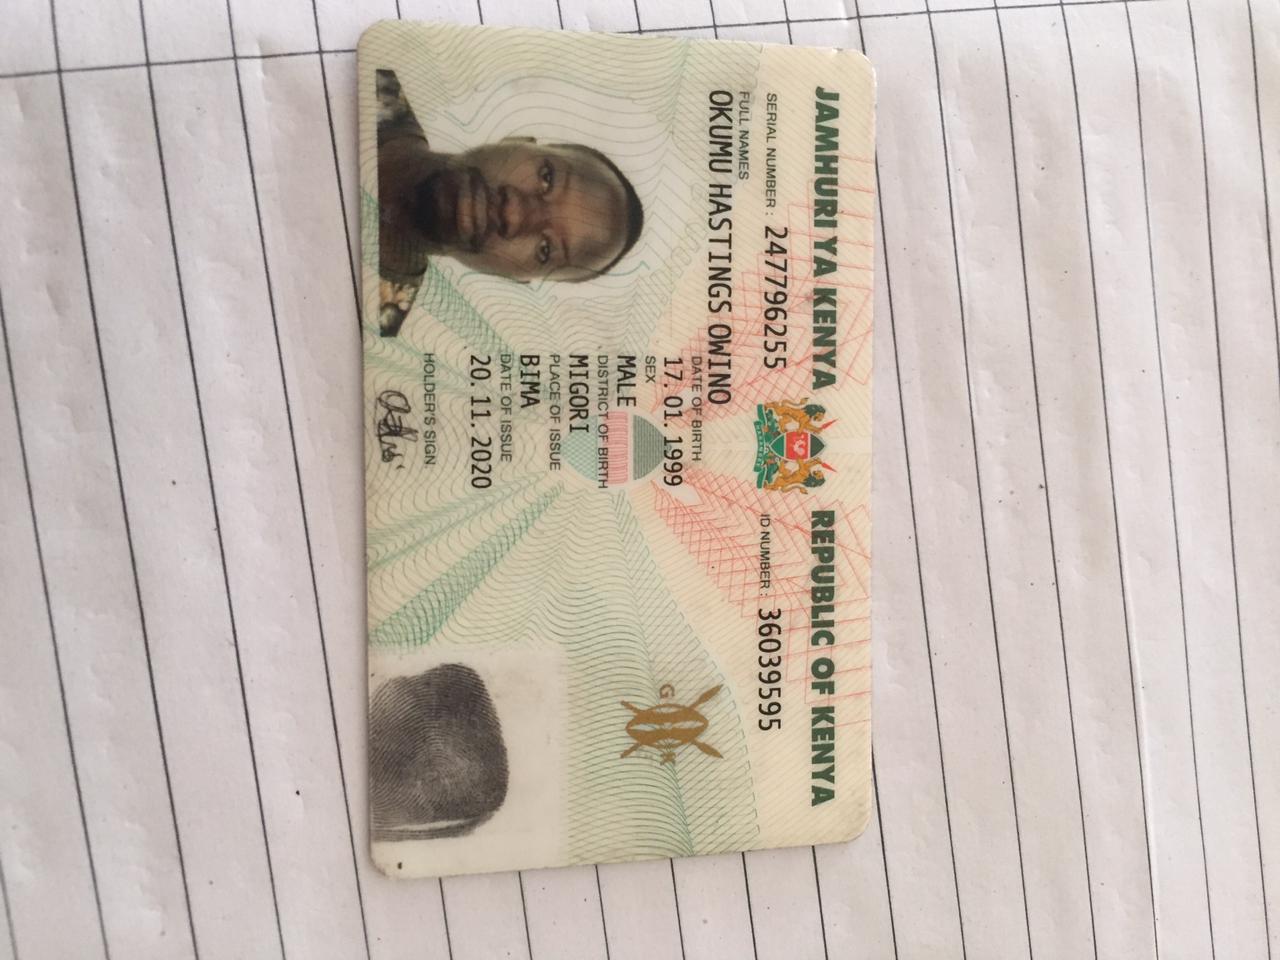 JAMHURI YA KENYA
REPUBLIC OF KENYA
SERIAL NUMBER: 247796255
ID NUMBER: 36039595
FULL NAMES
OKUMU HASTINGS OWINO
DATE OF BIRTH
17.01.1999
SEX
MALE
DISTRICT OF BIRTH
MIGORI
PLACE OF ISSUE
BIMA
DATE OF ISSUE
20.11.2020
HOLDER'S SIGN
G K